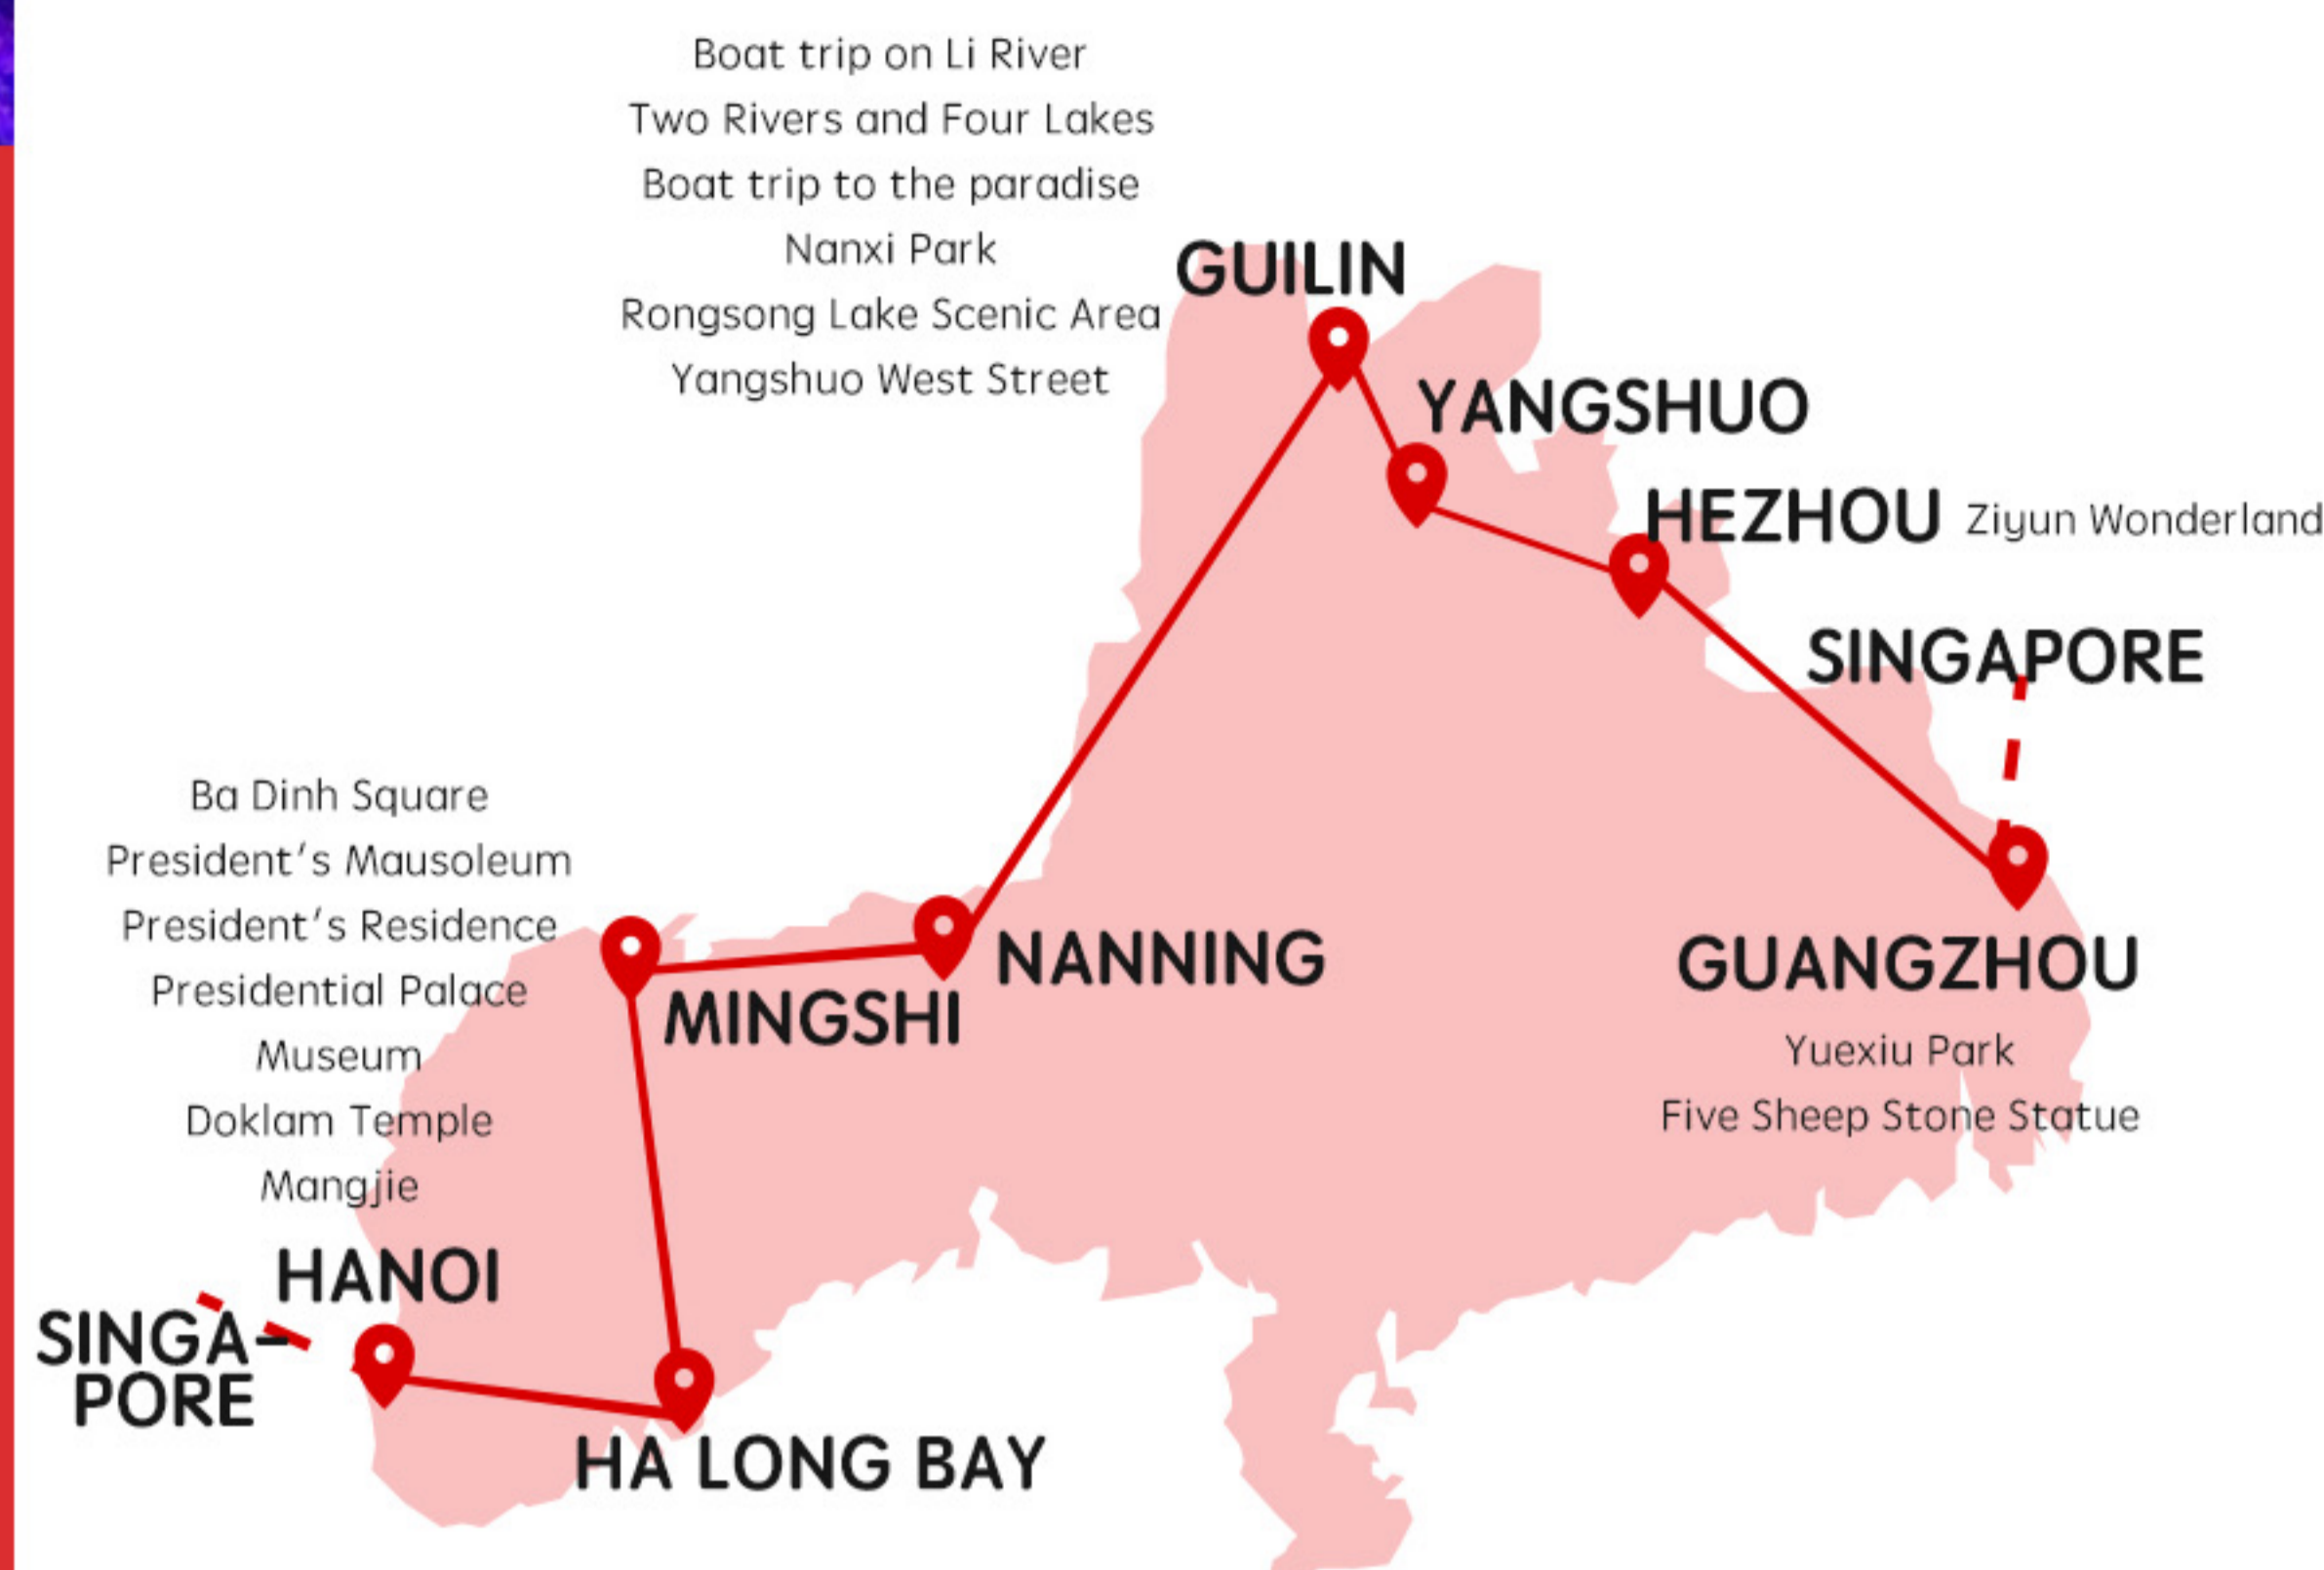 Boat trip on Li River
Two Rivers and Four Lakes
Boat trip to the paradise
Nanxi Park
Rongsong Lake Scenic Area
Yangshuo West Street
GUILIN
YANGSHUO
HEZHOU Ziyun Wonderland
SINGAPORE
GUANGZHOU
Yuexiu Park
Five Sheep Stone Statue
NANNING
MINGSHI
Ba Dinh Square
President's Mausoleum
President's Residence
Presidential Palace
Museum
Doklam Temple
Mangjie
HANOI
SINGA-
PORE
HA LONG BAY